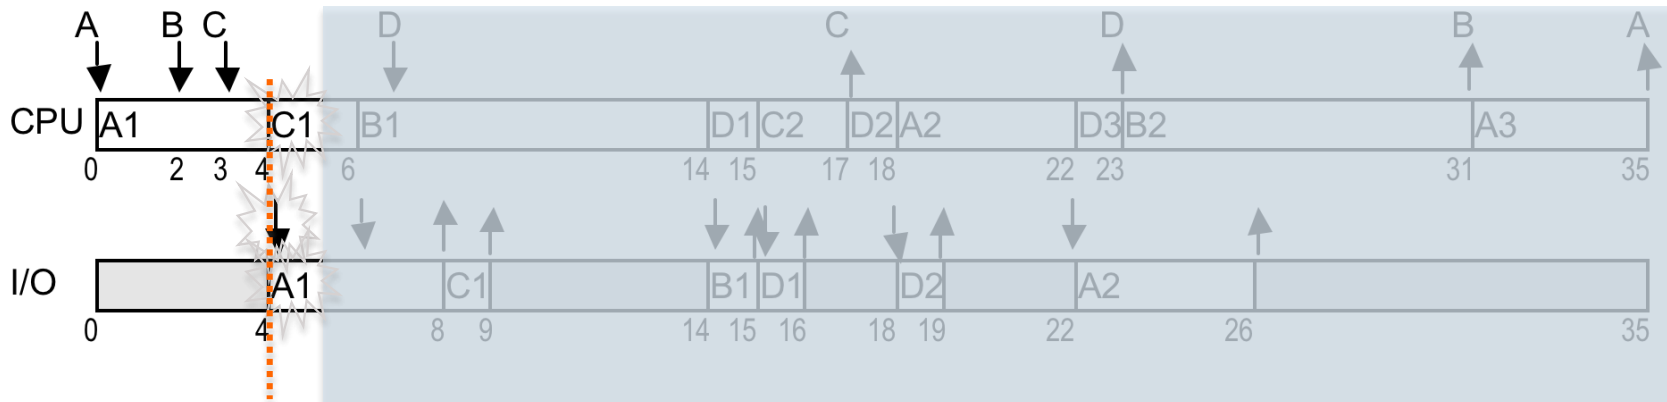 A B C D C D B A
CPU A1 C1 B1 D1 C2 D2 A2 D3 B2 A3
0 2 3 4 6 14 15 17 18 22 23 31 35
I/O A1 C1 B1 D1 D2 A2
0 4 8 9 14 15 16 18 19 22 26 35